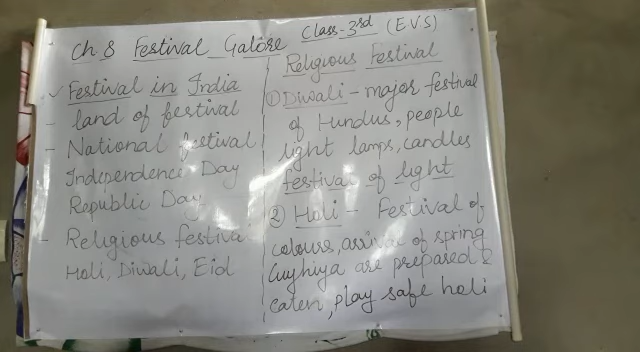 Ch 8 Festival Galore Class-3rd (EVS)
Festival in India
- land of festival
- National festival
Independence Day
Republic Day
- Religious festival
Holi, Diwali, Eid
Religious Festival
① Diwali - major festival
of Hundus, people
light lamps, candles
festival of light
② Holi - Festival of
colours, arrival of spring
Guyhiya are prepared &
eaten, play safe holi